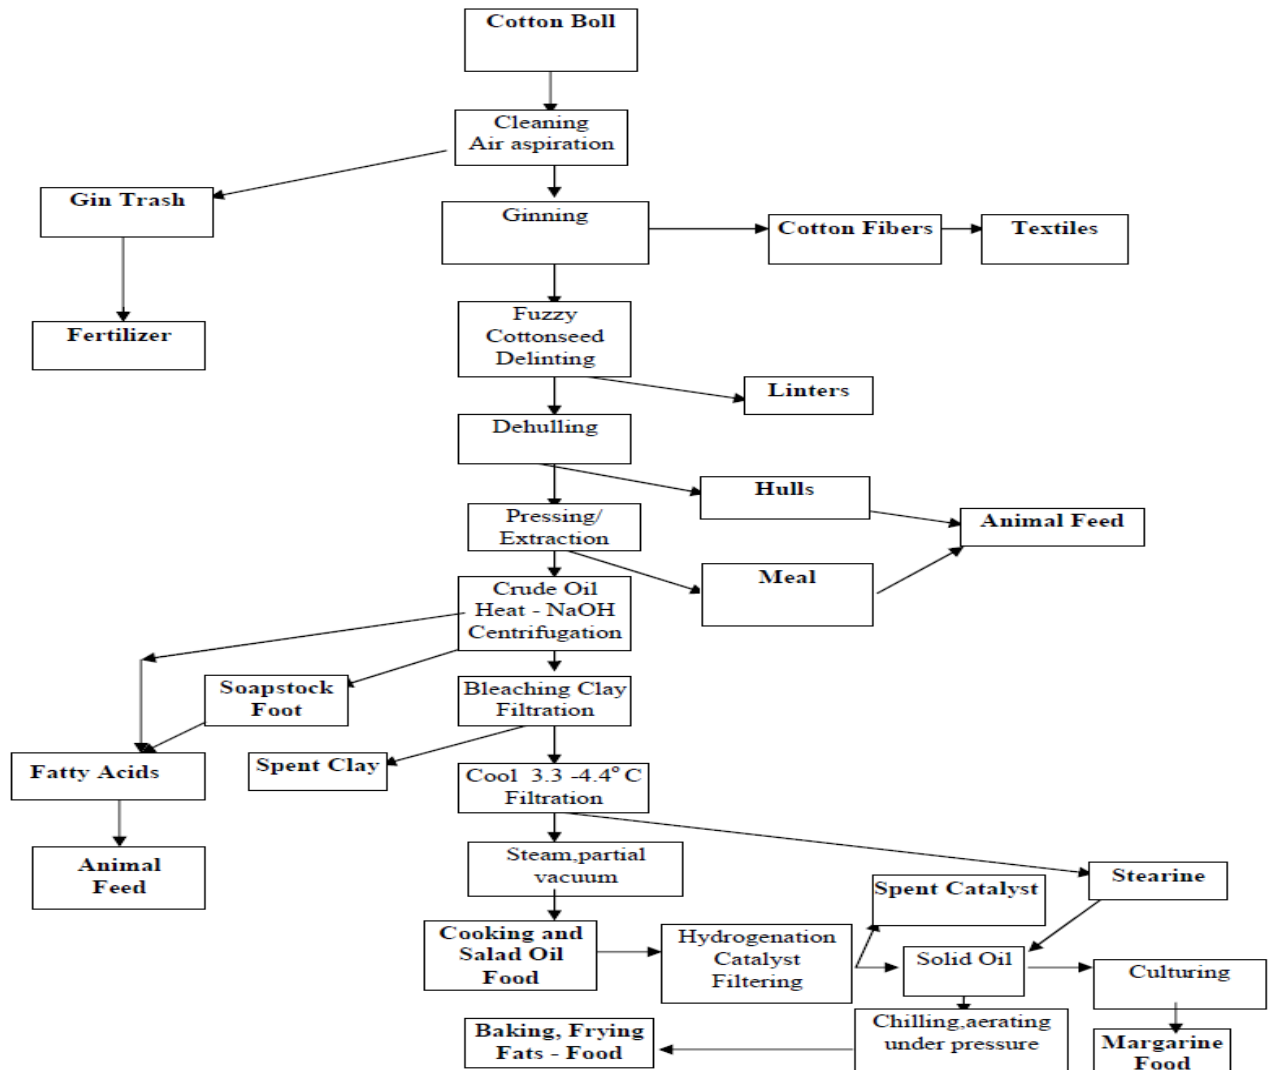 Cotton Boll
Cleaning
Air aspiration
Gin Trash
Ginning
Cotton Fibers
Textiles
Fertilizer
Fuzzy
Cottonseed
Delinting
Linters
Dehulling
Hulls
Pressing/
Extraction
Animal Feed
Meal
Crude Oil
Heat - NaOH
Centrifugation
Soapstock
Foot
Bleaching Clay
Filtration
Fatty Acids
Spent Clay
Cool 3.3 -4.4° C
Filtration
Animal
Feed
Steam,partial
vacuum
Stearine
Spent Catalyst
Cooking and
Salad Oil
Food
Hydrogenation
Catalyst
Filtering
Solid Oil
Culturing
Baking, Frying
Fats - Food
Chilling,aerating
under pressure
Margarine
Food